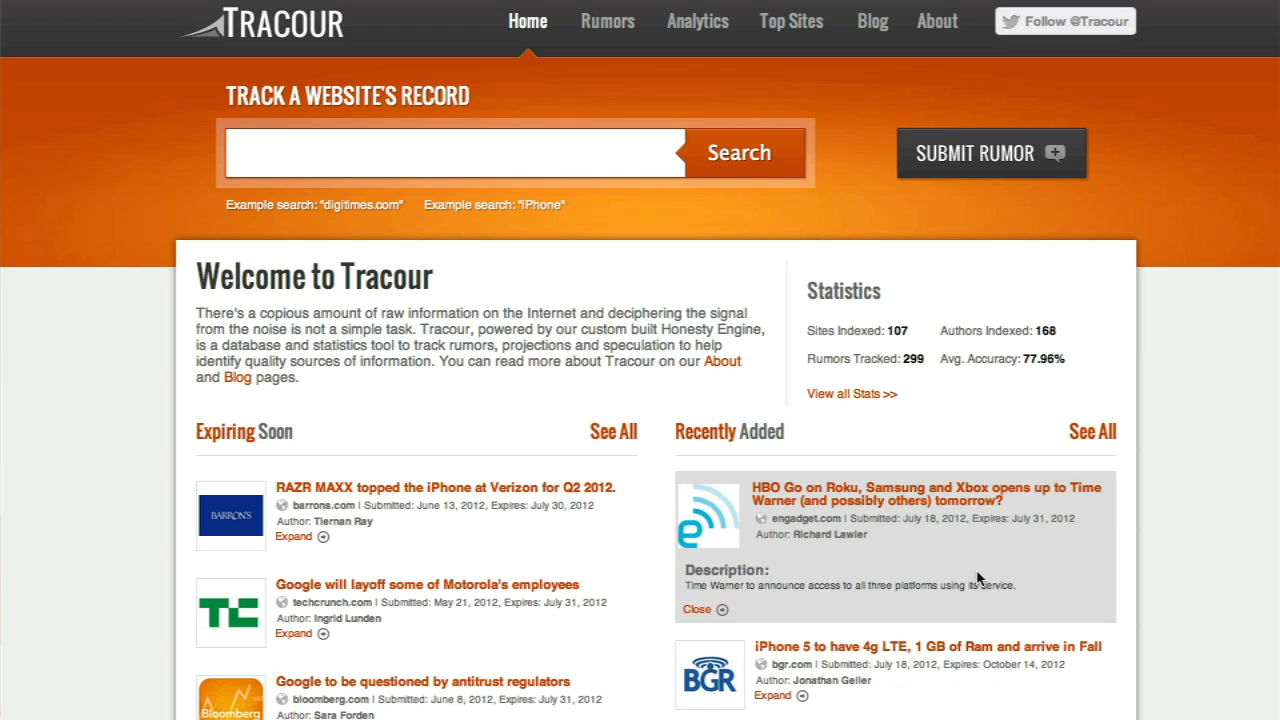 TRACOUR
Home Rumors Analytics Top Sites Blog About Follow @Tracour
TRACK A WEBSITE'S RECORD
Search
SUBMIT RUMOR
Example search: "digitimes.com" Example search: "iPhone"
Welcome to Tracour
There's a copious amount of raw information on the Internet and deciphering the signal
from the noise is not a simple task. Tracour, powered by our custom built Honesty Engine,
is a database and statistics tool to track rumors, projections and speculation to help
identify quality sources of information. You can read more about Tracour on our About
and Blog pages.
Statistics
Sites Indexed: 107 Authors Indexed: 168
Rumors Tracked: 299 Avg. Accuracy: 77.96%
View all Stats >>
Expiring Soon See All
BARRON'S
RAZR MAXX topped the iPhone at Verizon for Q2 2012.
barrons.com | Submitted: June 13, 2012, Expires: July 30, 2012
Author: Tiernan Ray
Expand
TC
Google will layoff some of Motorola's employees
techcrunch.com | Submitted: May 21, 2012, Expires: July 31, 2012
Author: Ingrid Lunden
Expand
Bloomberg
Google to be questioned by antitrust regulators
bloomberg.com | Submitted: June 8, 2012, Expires: July 31, 2012
Author: Sara Forden
Recently Added See All
e
HBO Go on Roku, Samsung and Xbox opens up to Time
Warner (and possibly others) tomorrow?
engadget.com | Submitted: July 18, 2012, Expires: July 31, 2012
Author: Richard Lawler
Description:
Time Warner to announce access to all three platforms using its service.
Close
BGR
iPhone 5 to have 4g LTE, 1 GB of Ram and arrive in Fall
bgr.com | Submitted: July 18, 2012, Expires: October 14, 2012
Author: Jonathan Geller
Expand